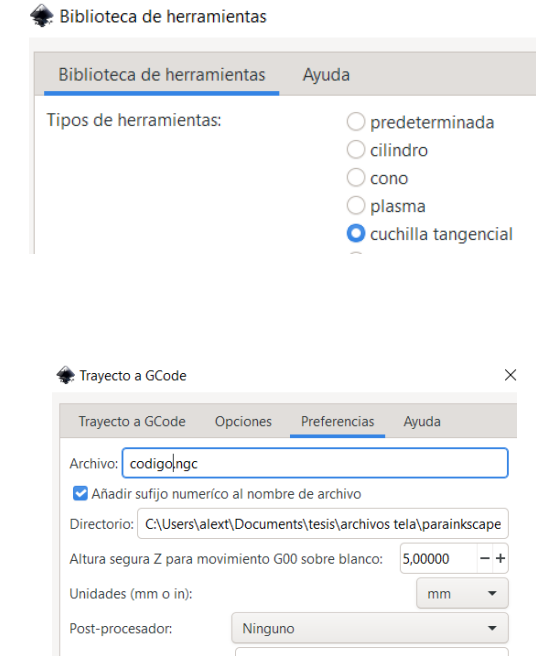 Biblioteca de herramientas
Biblioteca de herramientas Ayuda
Tipos de herramientas: predeterminada
cilindro
cono
plasma
cuchilla tangencial
Trayecto a GCode
Trayecto a GCode Opciones Preferencias Ayuda
Archivo: codigo.ngc
Añadir sufijo numeríco al nombre de archivo
Directorio: C:\Users\alext\Documents\tesis\archivos tela\parainkscape
Altura segura Z para movimiento G00 sobre blanco: 5,00000
Unidades (mm o in): mm
Post-procesador: Ninguno